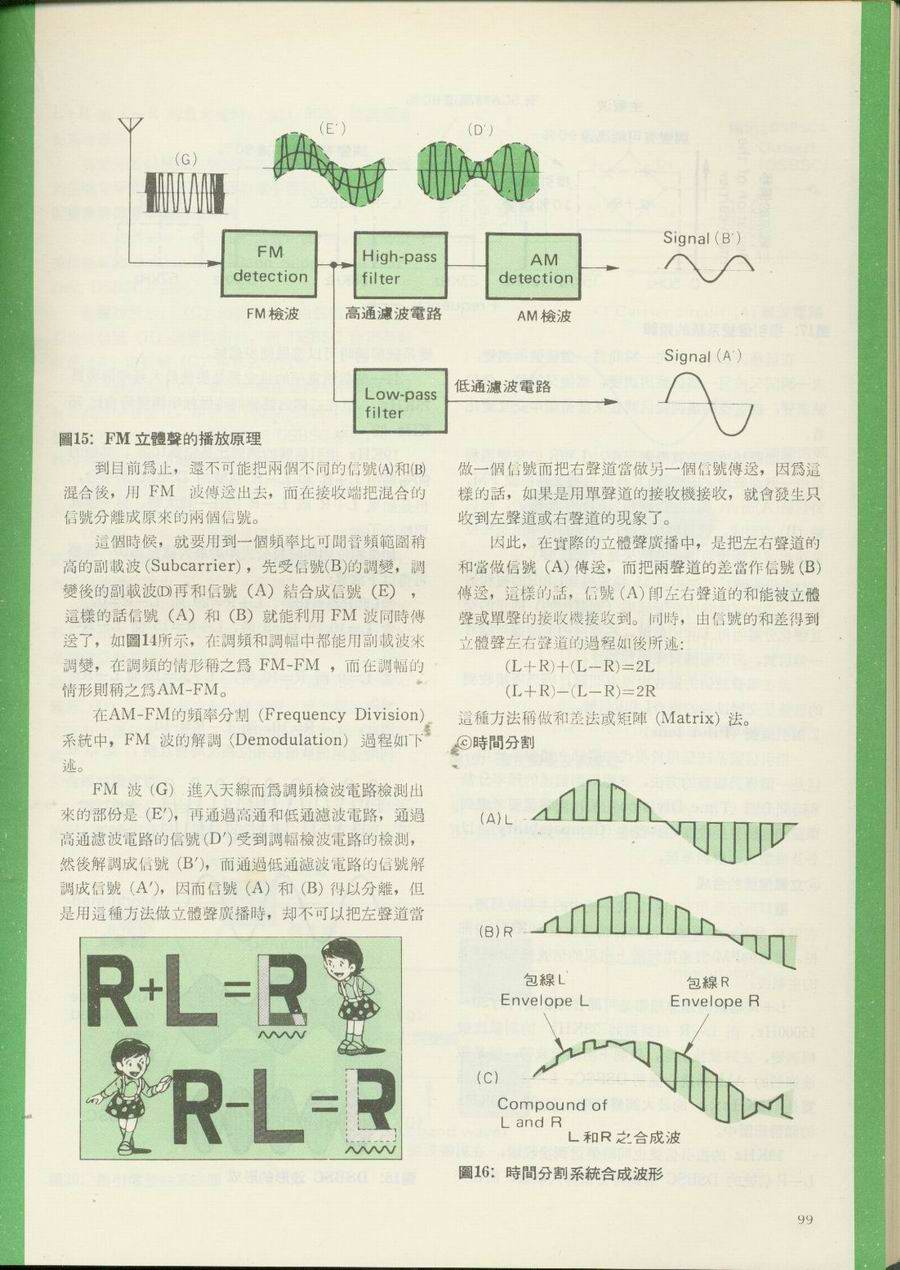 (G)
(E′)
(D′)
FM
detection
High-pass
filter
AM
detection
Signal (B′)
FM檢波
高通濾波電路
AM檢波
Low-pass
filter
低通濾波電路
Signal (A′)
圖15: FM 立體聲的播放原理
到目前爲止，還不可能把兩個不同的信號(A)和(B)
混合後，用 FM 波傳送出去，而在接收端把混合的
信號分離成原來的兩個信號。
這個時候，就要用到一個頻率比可聞音頻範圍稍
高的副載波 (Subcarrier) ，先受信號(B)的調變，調
變後的副載波(D)再和信號 (A) 結合成信號 (E) ，
這樣的話信號 (A) 和 (B) 就能利用 FM 波同時傳
送了，如圖14所示，在調頻和調幅中都能用副載波來
調變，在調頻的情形稱之爲 FM-FM ，而在調幅的
情形則稱之爲AM-FM。
在AM-FM的頻率分割 (Frequency Division)
系統中，FM 波的解調 (Demodulation) 過程如下
述。
FM 波 (G) 進入天線而爲調頻檢波電路檢測出
來的部份是 (E′)，再通過高通和低通濾波電路，通過
高通濾波電路的信號(D′) 受到調幅檢波電路的檢測，
然後解調成信號 (B′)，而通過低通濾波電路的信號解
調成信號 (A′)，因而信號 (A) 和 (B) 得以分離，但
是用這種方法做立體聲廣播時，却不可以把左聲道當
R+L=R
R-L=R
做一個信號而把右聲道當做另一個信號傳送，因爲這
樣的話，如果是用單聲道的接收機接收，就會發生只
收到左聲道或右聲道的現象了。
因此，在實際的立體聲廣播中，是把左右聲道的
和當做信號 (A) 傳送，而把兩聲道的差當作信號 (B)
傳送，這樣的話，信號 (A) 卽左右聲道的和能被立體
聲或單聲的接收機接收到。同時，由信號的和差得到
立體聲左右聲道的過程如後所述:
(L+R)+(L−R)=2L
(L+R)−(L−R)=2R
這種方法稱做和差法或矩陣 (Matrix) 法。
ⓒ時間分割
(A) L
(B) R
包線L
Envelope L
包線R
Envelope R
(C)
Compound of
L and R
L和R之合成波
圖16: 時間分割系統合成波形
99